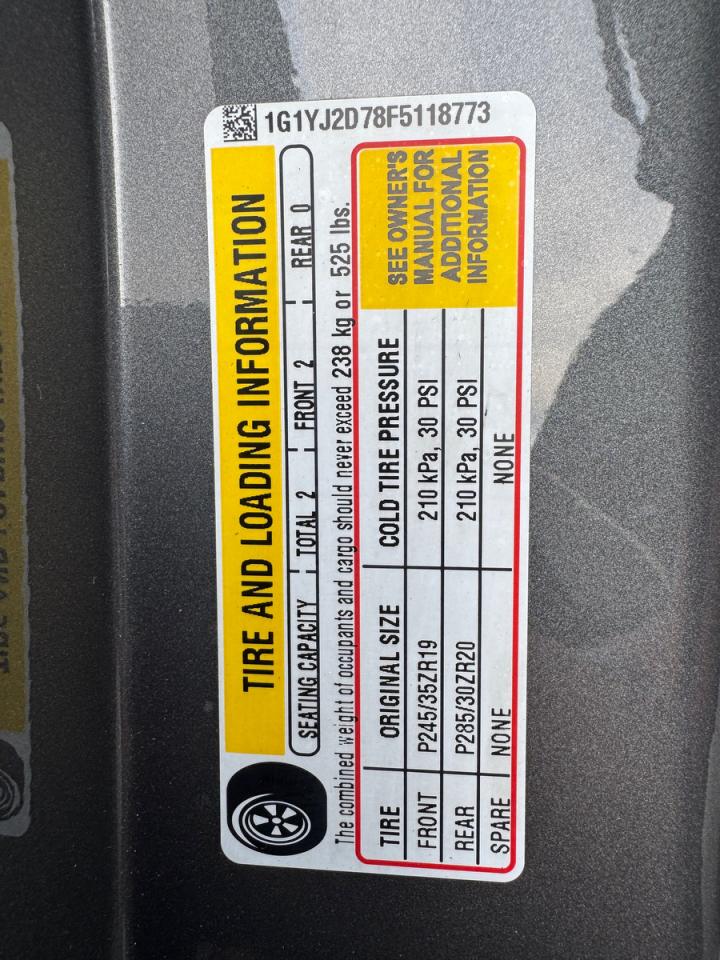 1G1YJ2D78F5118773
TIRE AND LOADING INFORMATION
SEATING CAPACITY TOTAL 2 FRONT 2 REAR 0
The combined weight of occupants and cargo should never exceed 238 kg or 525 lbs.
TIRE ORIGINAL SIZE COLD TIRE PRESSURE
FRONT P245/35ZR19 210 kPa, 30 PSI
REAR P285/30ZR20 210 kPa, 30 PSI
SPARE NONE NONE
SEE OWNER'S
MANUAL FOR
ADDITIONAL
INFORMATION